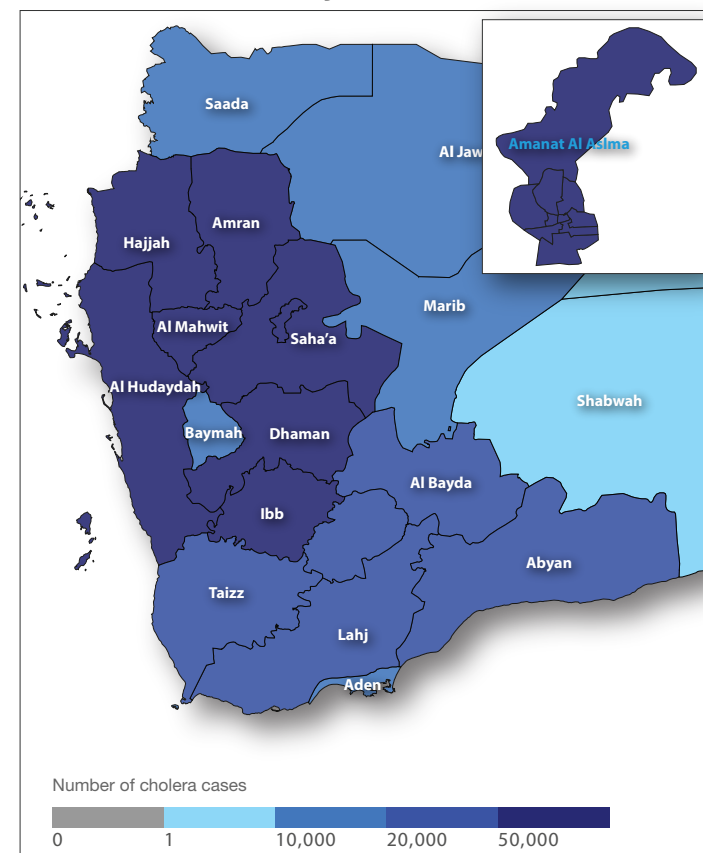 Saada
Al Jaw
Amanat Al Aslma
Hajjah
Amran
Marib
Al Mahwit
Saha'a
Al Hudaydah
Shabwah
Baymah
Dhaman
Al Bayda
Ibb
Abyan
Taizz
Lahj
Aden
Number of cholera cases
0 1 10,000 20,000 50,000